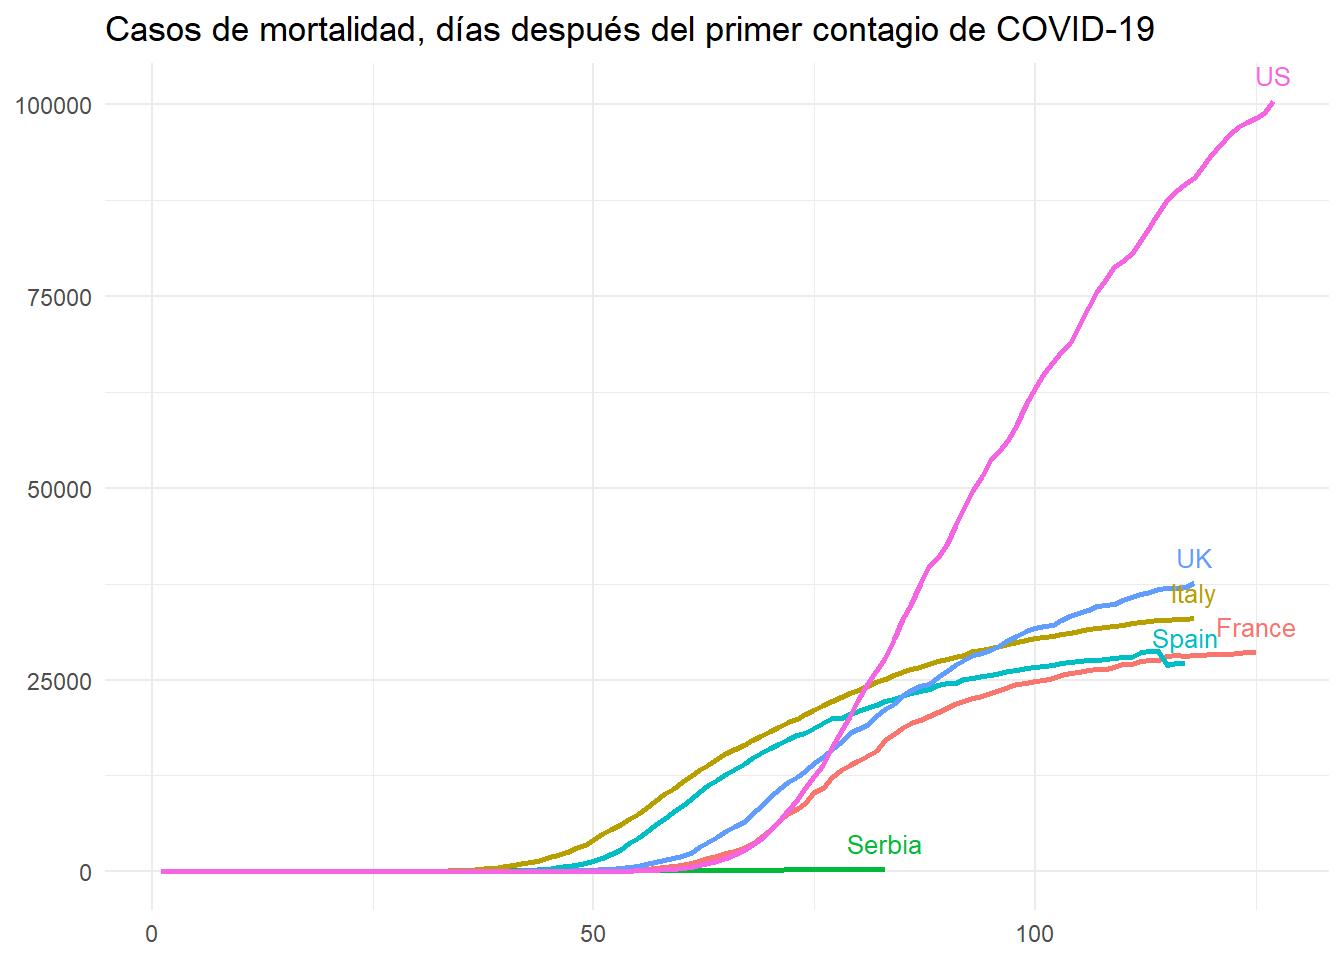 Casos de mortalidad, días después del primer contagio de COVID-19
US
100000
75000
50000
UK
Italy
France
Spain
25000
Serbia
0
0 50 100